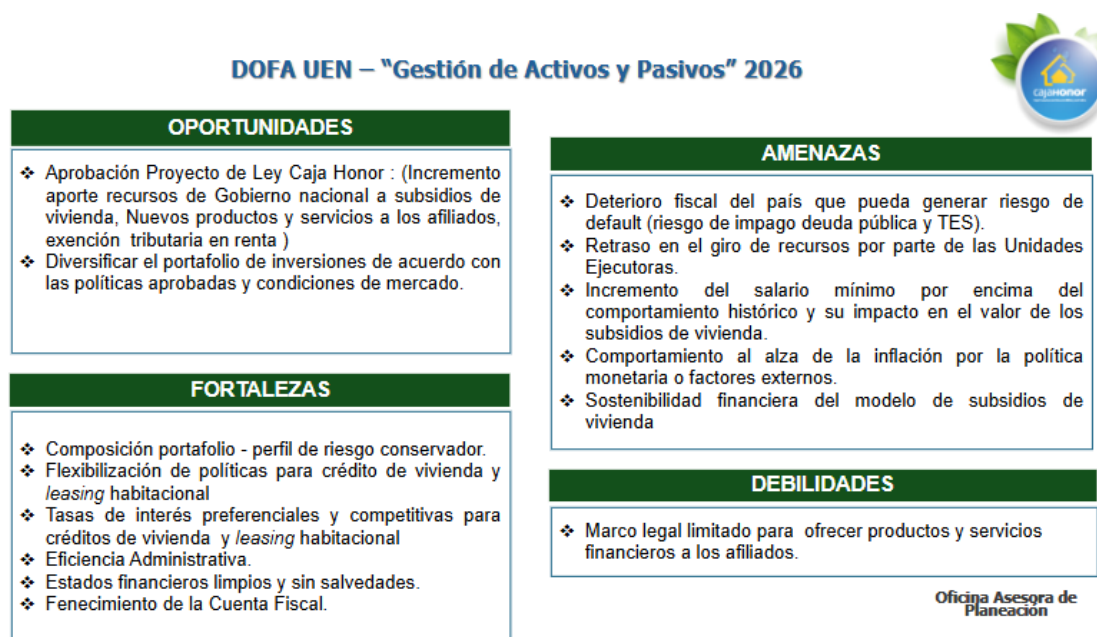 DOFA UEN – “Gestión de Activos y Pasivos” 2026
cajaHONOR
OPORTUNIDADES
❖ Aprobación Proyecto de Ley Caja Honor : (Incremento
aporte recursos de Gobierno nacional a subsidios de
vivienda, Nuevos productos y servicios a los afiliados,
exención tributaria en renta )
❖ Diversificar el portafolio de inversiones de acuerdo con
las políticas aprobadas y condiciones de mercado.
FORTALEZAS
❖ Composición portafolio - perfil de riesgo conservador.
❖ Flexibilización de políticas para crédito de vivienda y
leasing habitacional
❖ Tasas de interés preferenciales y competitivas para
créditos de vivienda y leasing habitacional
❖ Eficiencia Administrativa.
❖ Estados financieros limpios y sin salvedades.
❖ Fenecimiento de la Cuenta Fiscal.
AMENAZAS
❖ Deterioro fiscal del país que pueda generar riesgo de
default (riesgo de impago deuda pública y TES).
❖ Retraso en el giro de recursos por parte de las Unidades
Ejecutoras.
❖ Incremento del salario mínimo por encima del
comportamiento histórico y su impacto en el valor de los
subsidios de vivienda.
❖ Comportamiento al alza de la inflación por la política
monetaria o factores externos.
❖ Sostenibilidad financiera del modelo de subsidios de
vivienda
DEBILIDADES
❖ Marco legal limitado para ofrecer productos y servicios
financieros a los afiliados.
Oficina Asesora de
Planeación